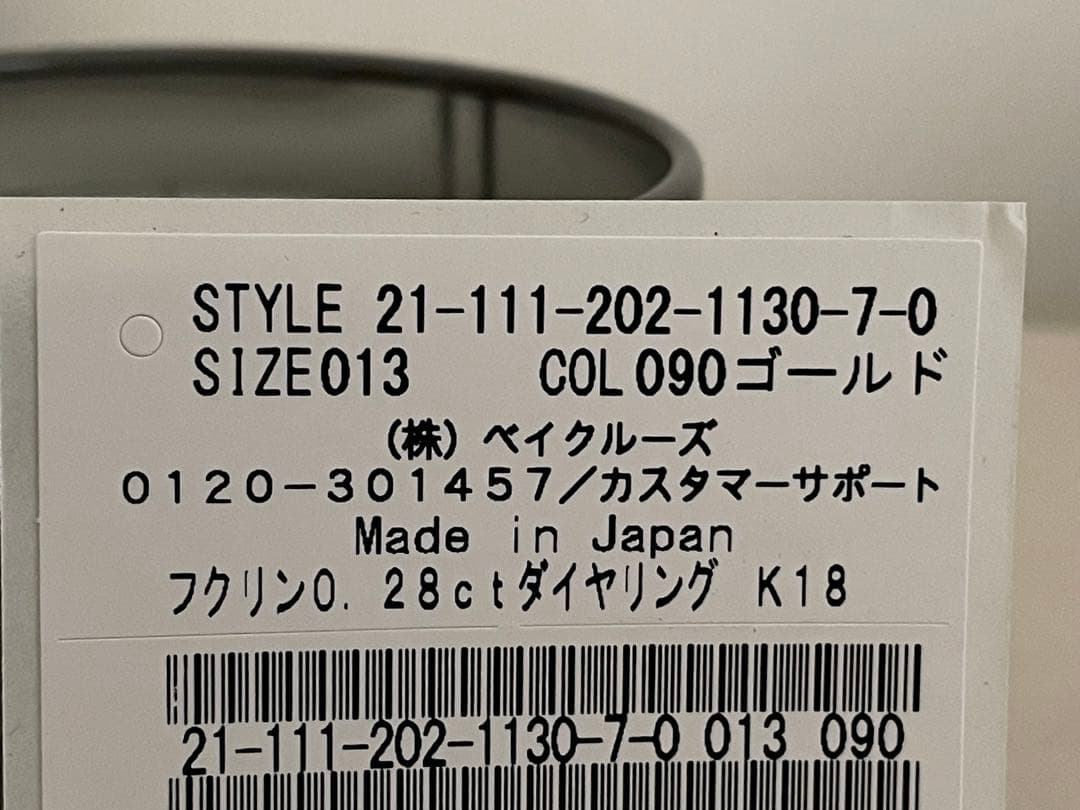 STYLE 21-111-202-1130-7-0
SIZE013 COL090ゴールド
(株) ベイクルーズ
0120-301457/カスタマーサポート
Made in Japan
フクリン0. 28ctダイヤリング K18
21-111-202-1130-7-0 013 090